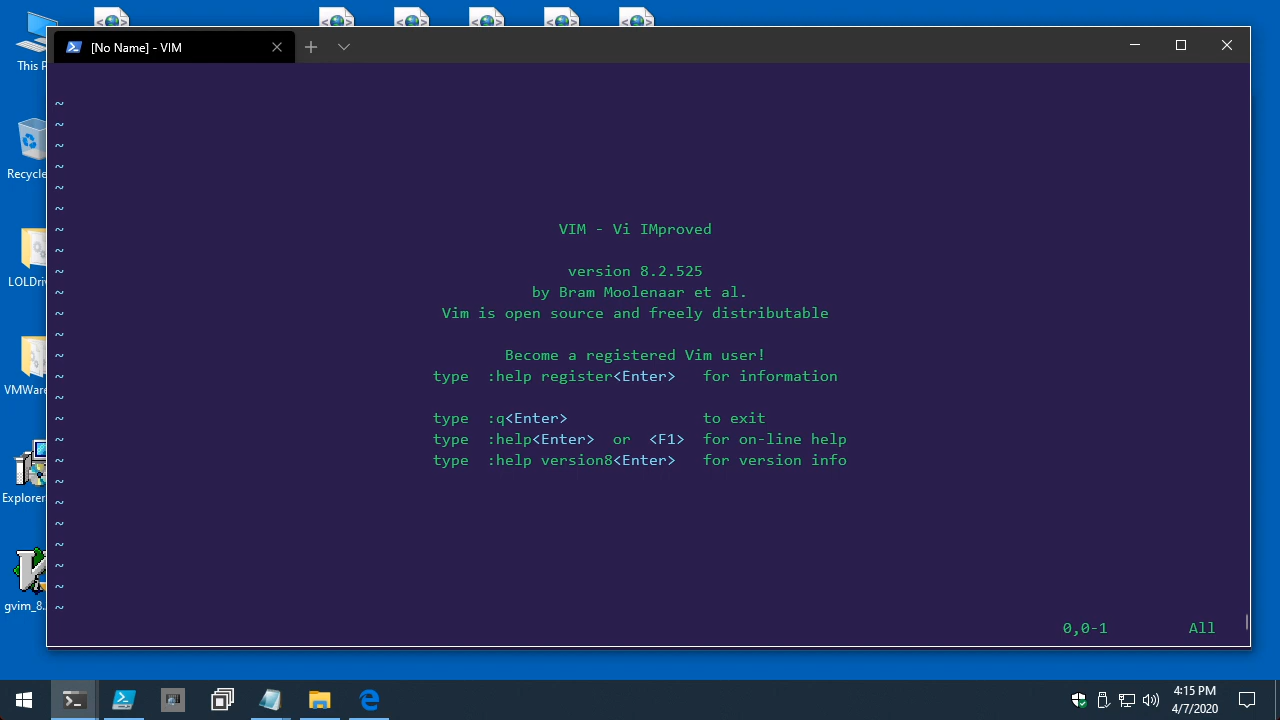 [No Name] - VIM
This P
Recycle
LOLDriv
VMWare
Explorer
gvim_8.
~
~
~
~
~
~
~ VIM - Vi IMproved
~
~ version 8.2.525
~ by Bram Moolenaar et al.
~ Vim is open source and freely distributable
~
~ Become a registered Vim user!
~ type :help register<Enter> for information
~
~ type :q<Enter> to exit
~ type :help<Enter> or <F1> for on-line help
~ type :help version8<Enter> for version info
~
~
~
~
~
~
~
0,0-1 All
4:15 PM
4/7/2020